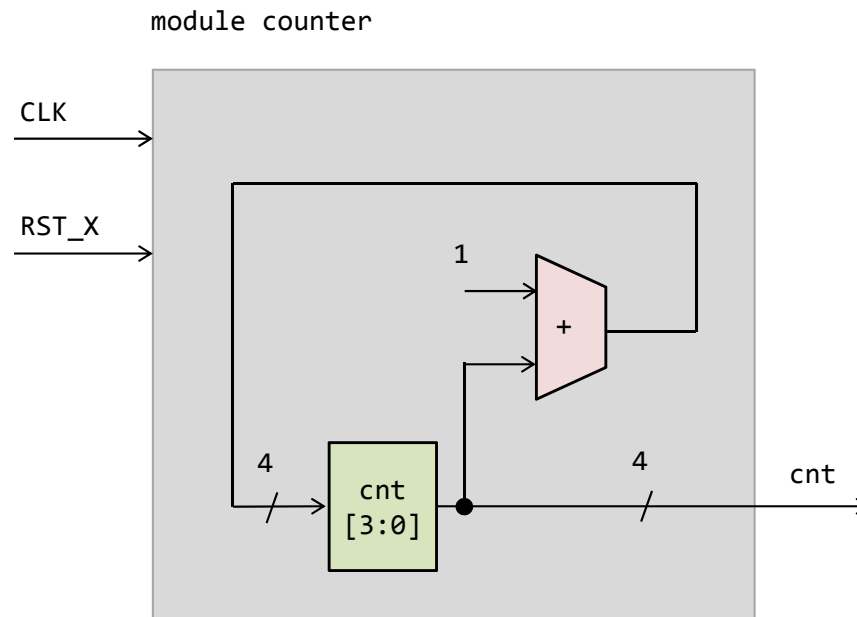 module counter
CLK
RST_X
1
+
4
cnt
[3:0]
4
cnt